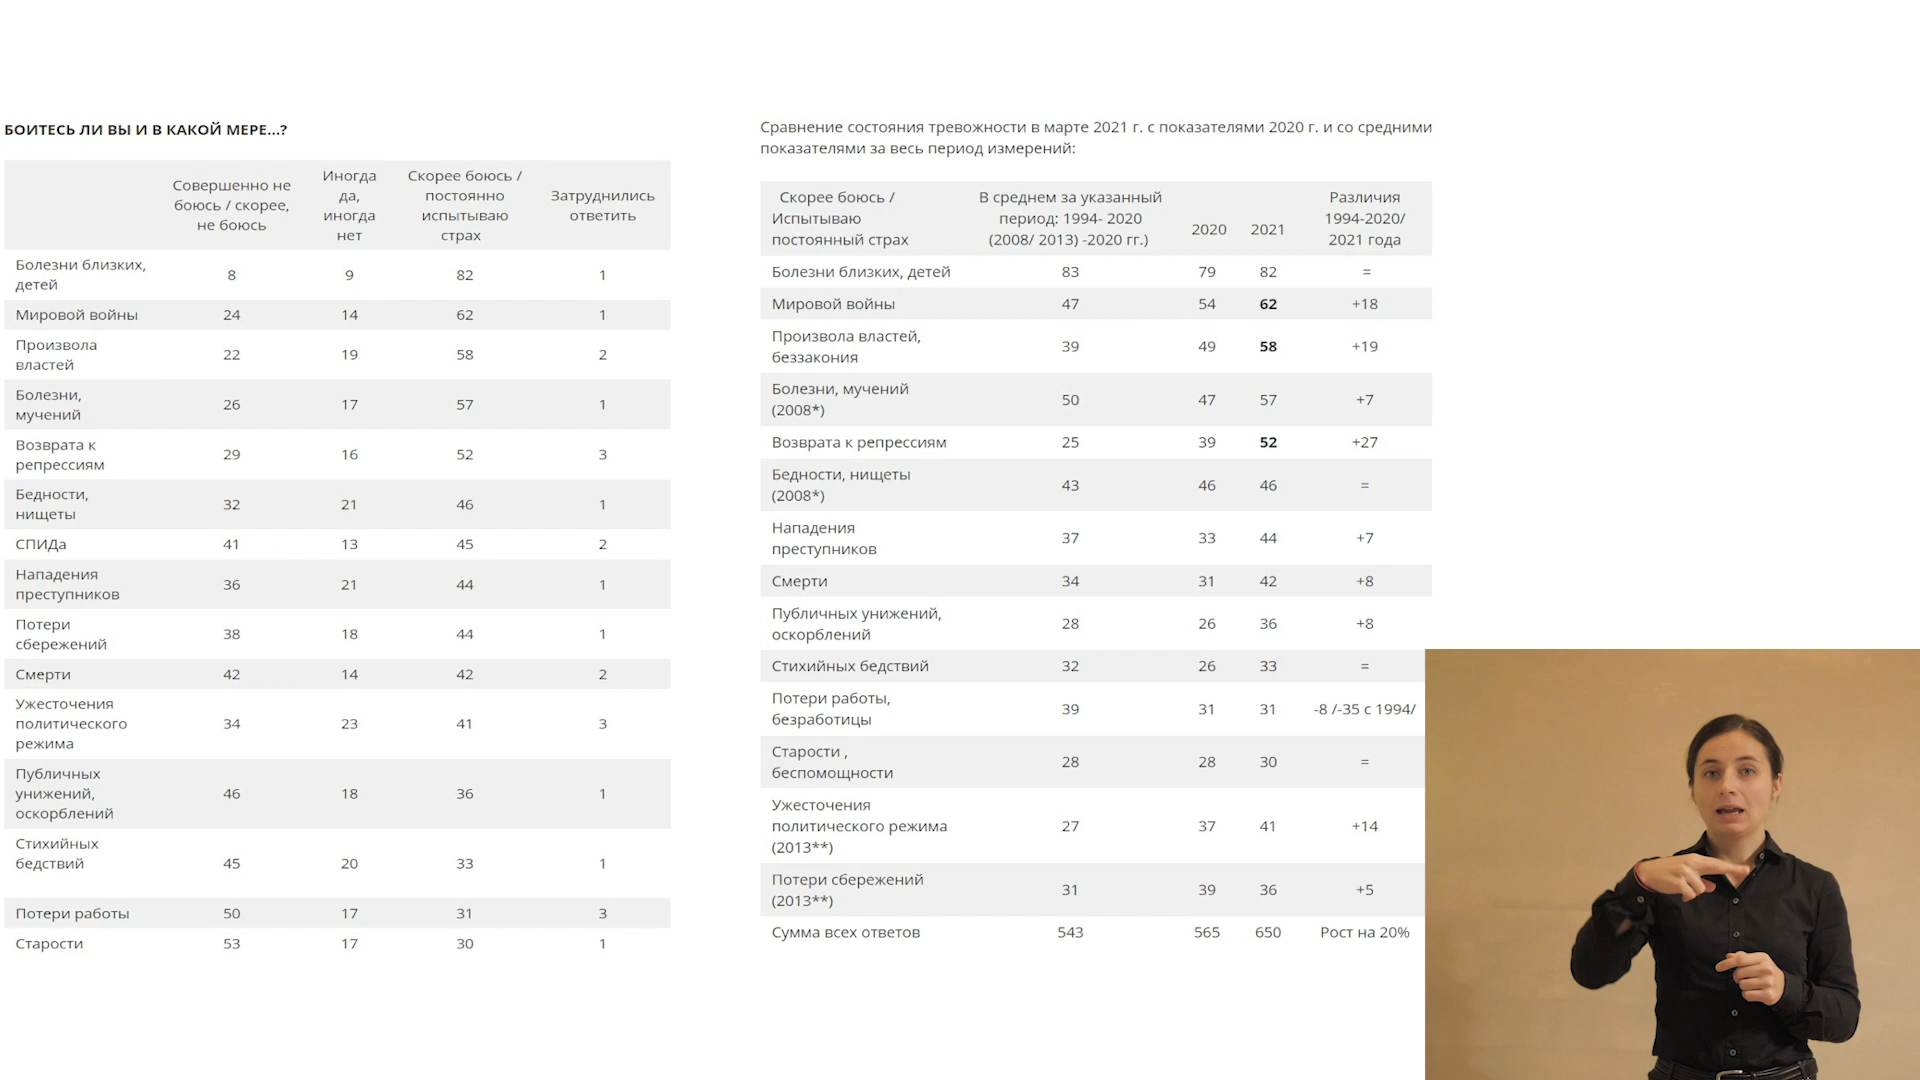 БОИТЕСЬ ЛИ ВЫ И В КАКОЙ МЕРЕ...?
Совершенно не боюсь / скорее, не боюсь	Иногда да, иногда нет	Скорее боюсь / постоянно испытываю страх	Затруднились ответить
Болезни близких, детей	8	9	82	1
Мировой войны	24	14	62	1
Произвола властей	22	19	58	2
Болезни, мучений	26	17	57	1
Возврата к репрессиям	29	16	52	3
Бедности, нищеты	32	21	46	1
СПИДа	41	13	45	2
Нападения преступников	36	21	44	1
Потери сбережений	38	18	44	1
Смерти	42	14	42	2
Ужесточения политического режима	34	23	41	3
Публичных унижений, оскорблений	46	18	36	1
Стихийных бедствий	45	20	33	1
Потери работы	50	17	31	3
Старости	53	17	30	1
Сравнение состояния тревожности в марте 2021 г. с показателями 2020 г. и со средними
показателями за весь период измерений:
Скорее боюсь / Испытываю постоянный страх	В среднем за указанный период: 1994- 2020 (2008/ 2013) -2020 гг.)	2020	2021	Различия 1994-2020/ 2021 года
Болезни близких, детей	83	79	82	=
Мировой войны	47	54	62	+18
Произвола властей, беззакония	39	49	58	+19
Болезни, мучений (2008*)	50	47	57	+7
Возврата к репрессиям	25	39	52	+27
Бедности, нищеты (2008*)	43	46	46	=
Нападения преступников	37	33	44	+7
Смерти	34	31	42	+8
Публичных унижений, оскорблений	28	26	36	+8
Стихийных бедствий	32	26	33	=
Потери работы, безработицы	39	31	31	-8 /-35 с 1994/
Старости , беспомощности	28	28	30	=
Ужесточения политического режима (2013**)	27	37	41	+14
Потери сбережений (2013**)	31	39	36	+5
Сумма всех ответов	543	565	650	Рост на 20%